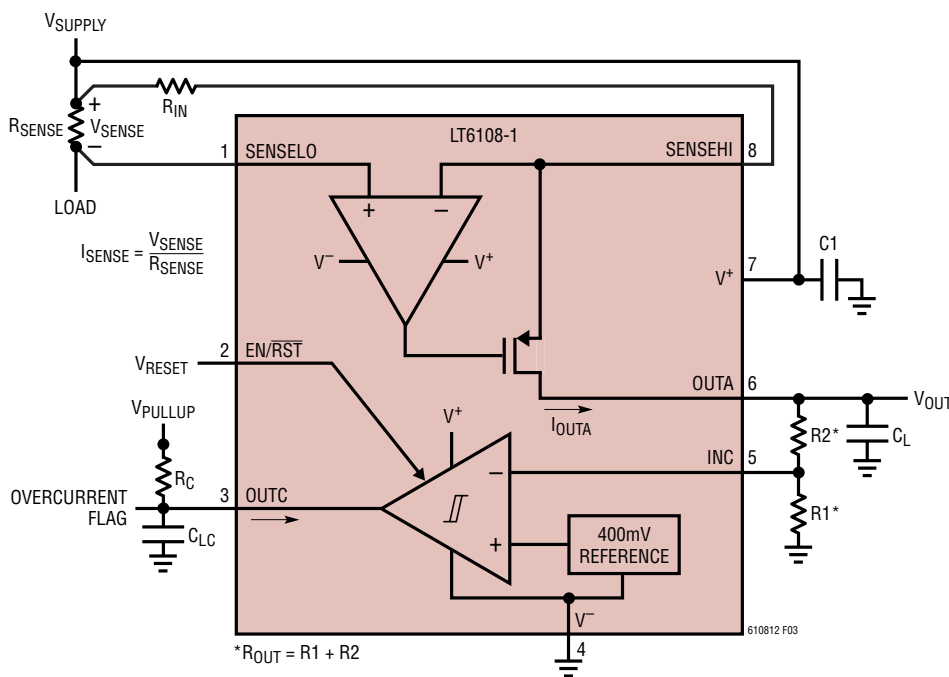 VSUPPLY
RIN
+
RSENSE
VSENSE
−
LOAD
ISENSE = VSENSE
RSENSE
LT6108-1
1
SENSELO
SENSEHI
8
+
−
V−
V+
C1
7
V+
2
EN/RST
VRESET
OUTA
6
VOUT
IOUTA
R2*
CL
VPULLUP
V+
INC
5
RC
−
OVERCURRENT
FLAG
3
OUTC
R1*
CLC
+
400mV
REFERENCE
V−
4
610812 F03
*ROUT = R1 + R2